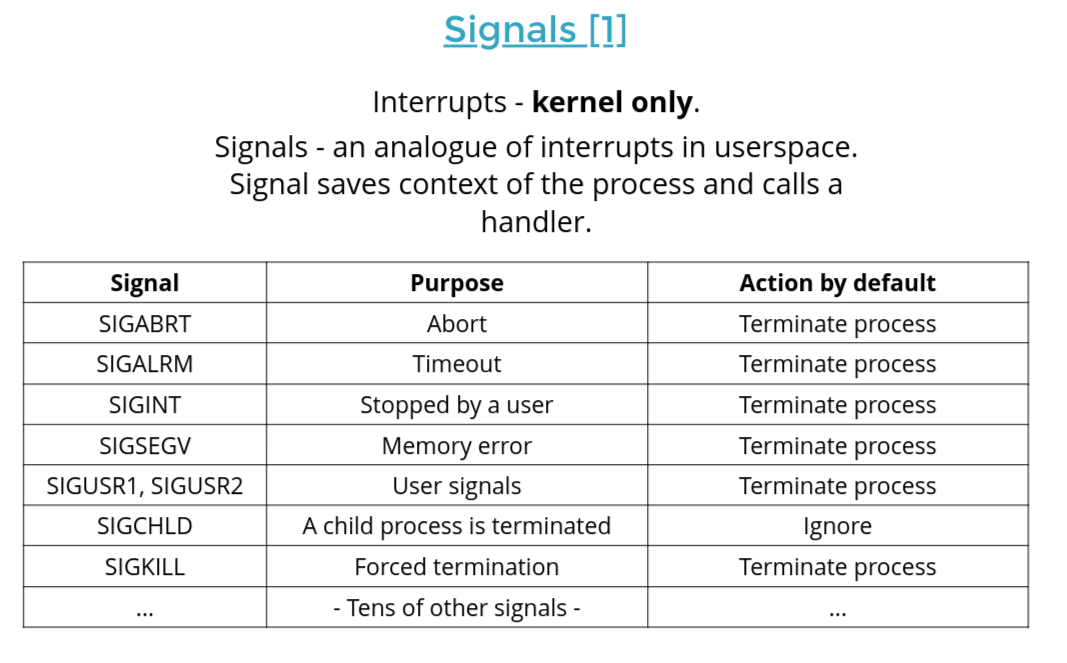 Signals [1]
Interrupts - kernel only.
Signals - an analogue of interrupts in userspace.
Signal saves context of the process and calls a
handler.
Signal Purpose Action by default
SIGABRT Abort Terminate process
SIGALRM Timeout Terminate process
SIGINT Stopped by a user Terminate process
SIGSEGV Memory error Terminate process
SIGUSR1, SIGUSR2 User signals Terminate process
SIGCHLD A child process is terminated Ignore
SIGKILL Forced termination Terminate process
... - Tens of other signals - ...